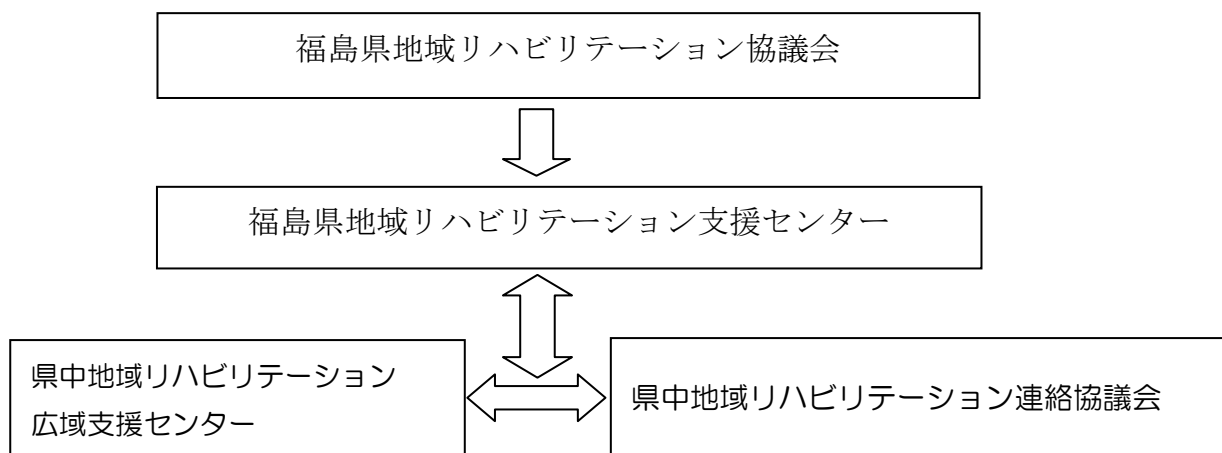 福島県地域リハビリテーション協議会
福島県地域リハビリテーション支援センター
県中地域リハビリテーション
広域支援センター
県中地域リハビリテーション連絡協議会